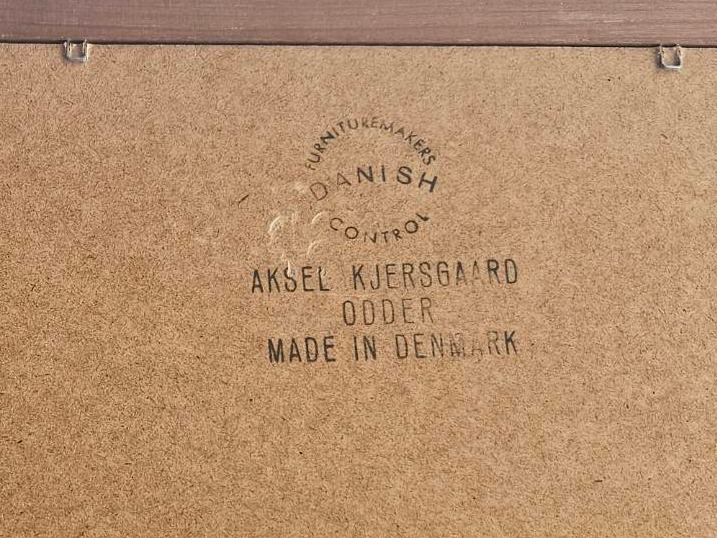 FURNITUREMAKERS
DANISH
CONTROL
AKSEL KJERSGAARD
ODDER
MADE IN DENMARK